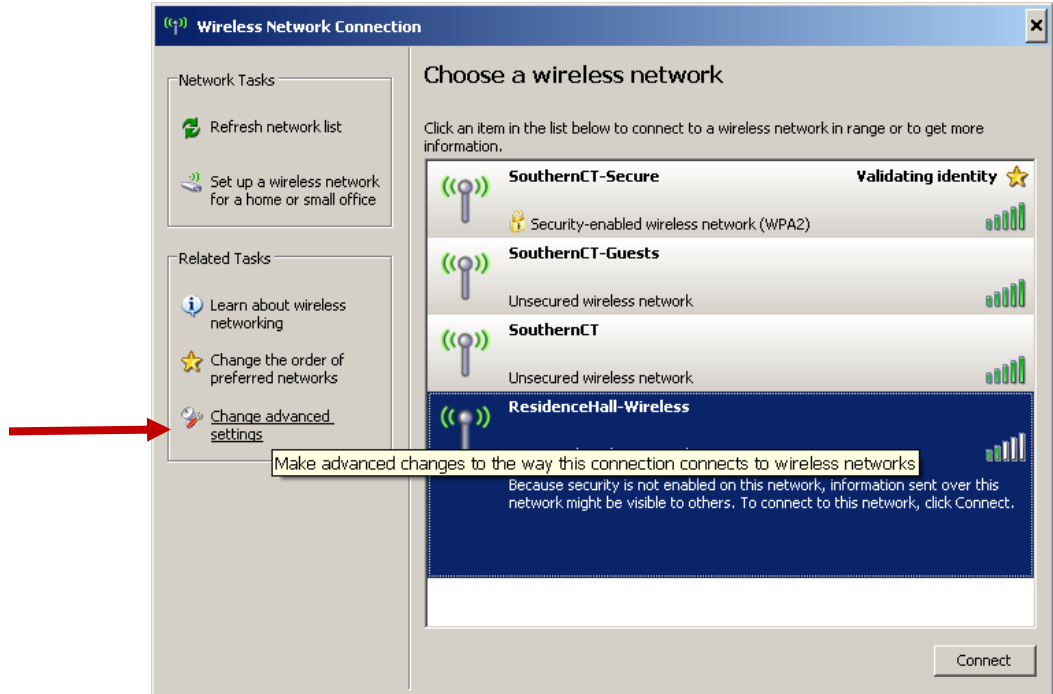 Wireless Network Connection
Network Tasks
Refresh network list
Set up a wireless network
for a home or small office
Related Tasks
Learn about wireless
networking
Change the order of
preferred networks
Change advanced
settings
Make advanced changes to the way this connection connects to wireless networks
Choose a wireless network
Click an item in the list below to connect to a wireless network in range or to get more
information.
SouthernCT-Secure
Validating identity
Security-enabled wireless network (WPA2)
SouthernCT-Guests
Unsecured wireless network
SouthernCT
Unsecured wireless network
ResidenceHall-Wireless
Because security is not enabled on this network, information sent over this
network might be visible to others. To connect to this network, click Connect.
Connect